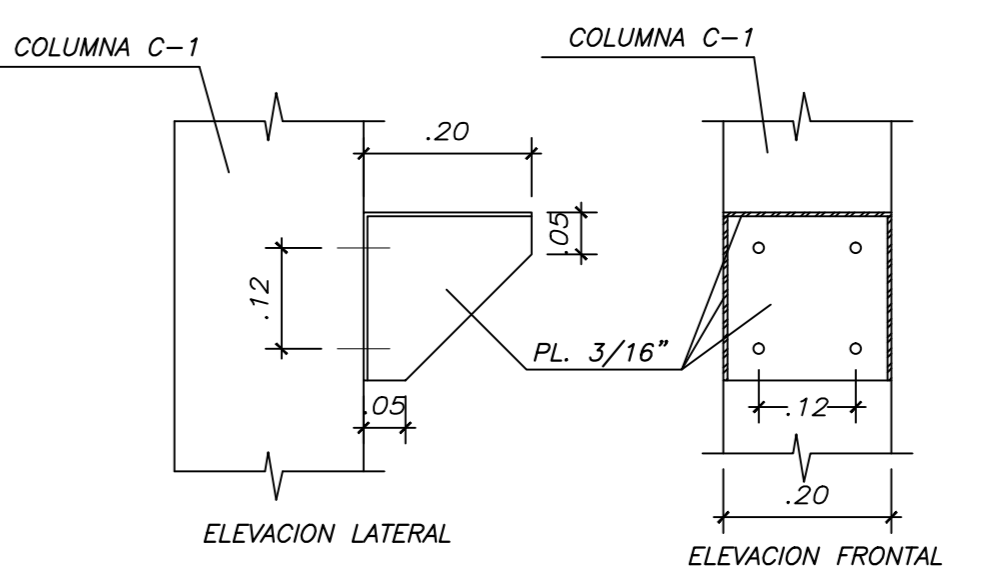 COLUMNA C-1
COLUMNA C-1
.20
.05
.12
PL. 3/16"
.05
.12
.20
ELEVACION LATERAL
ELEVACION FRONTAL